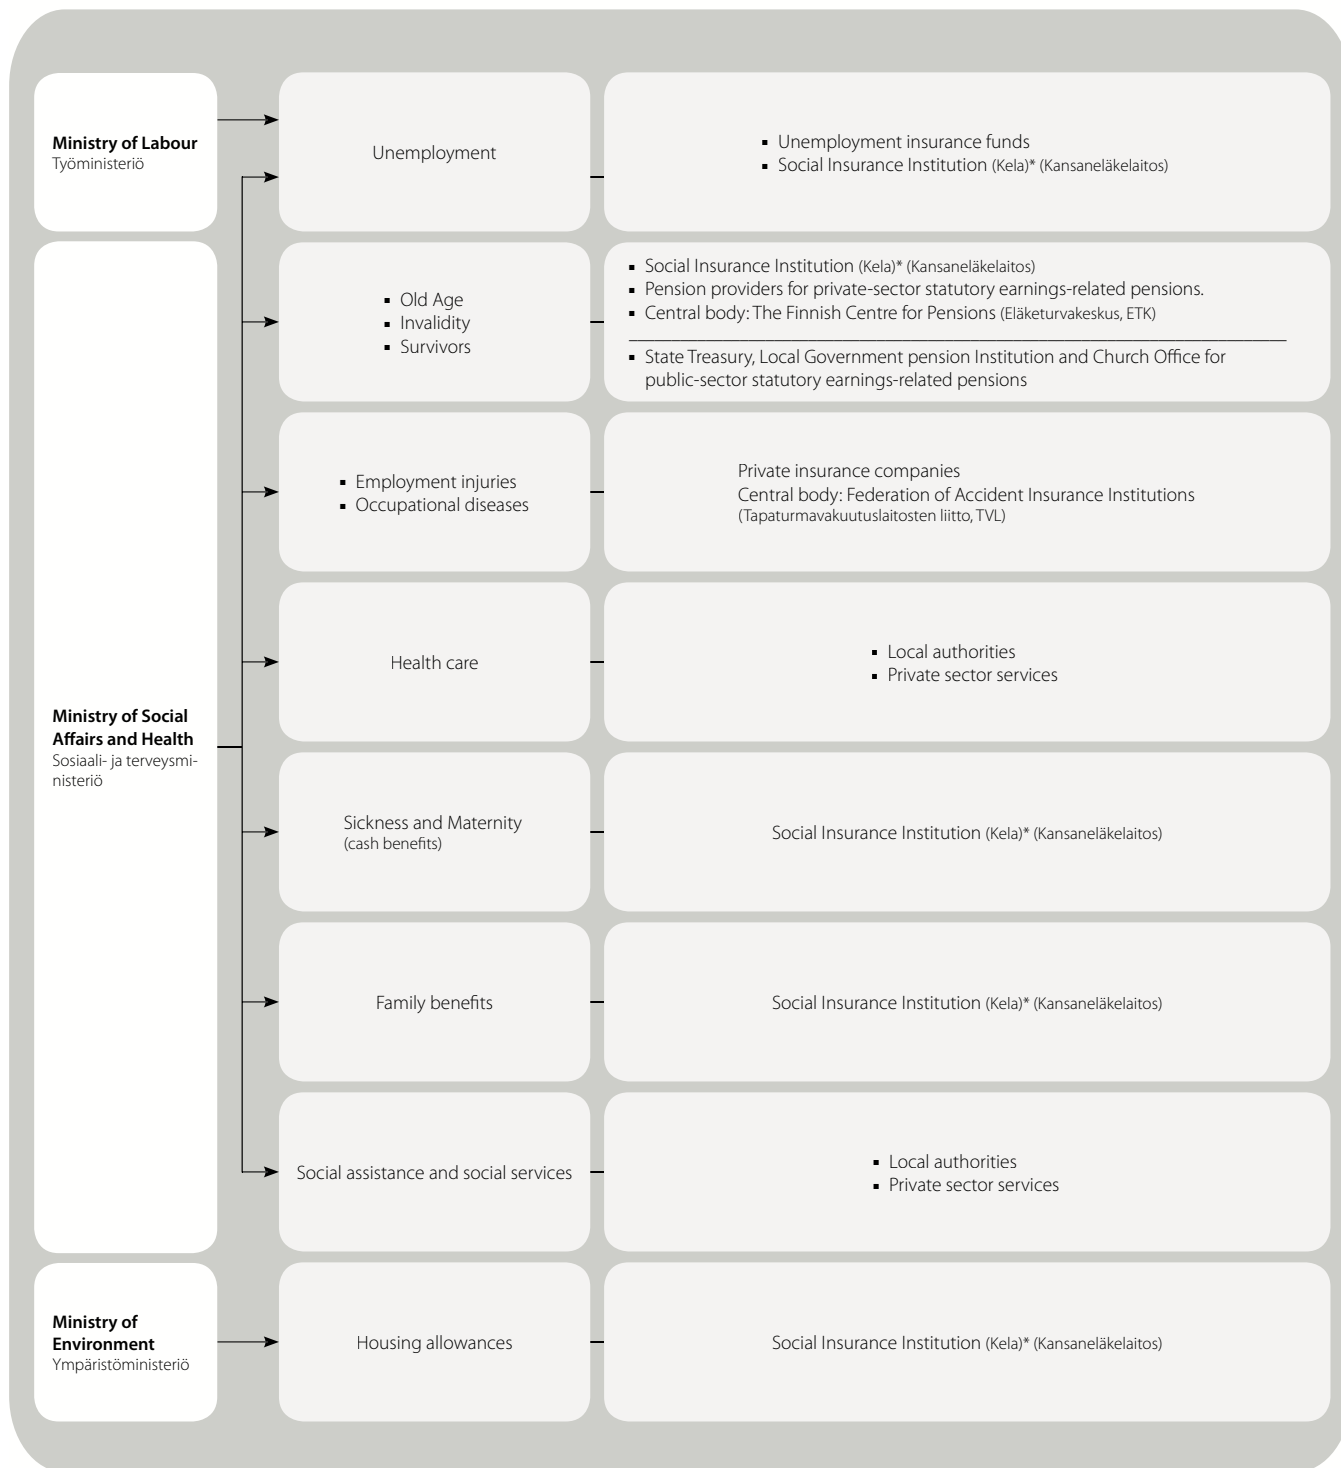 Ministry of Labour
Työministeriö
Unemployment
▪ Unemployment insurance funds
▪ Social Insurance Institution (Kela)* (Kansaneläkelaitos)
▪ Old Age
▪ Invalidity
▪ Survivors
▪ Social Insurance Institution (Kela)* (Kansaneläkelaitos)
▪ Pension providers for private-sector statutory earnings-related pensions.
▪ Central body: The Finnish Centre for Pensions (Eläketurvakeskus, ETK)
▪ State Treasury, Local Government pension Institution and Church Office for
public-sector statutory earnings-related pensions
▪ Employment injuries
▪ Occupational diseases
Private insurance companies
Central body: Federation of Accident Insurance Institutions
(Tapaturmavakuutuslaitosten liitto, TVL)
Health care
▪ Local authorities
▪ Private sector services
Ministry of Social
Affairs and Health
Sosiaali- ja terveysmi-
nisteriö
Sickness and Maternity
(cash benefits)
Social Insurance Institution (Kela)* (Kansaneläkelaitos)
Family benefits
Social Insurance Institution (Kela)* (Kansaneläkelaitos)
Social assistance and social services
▪ Local authorities
▪ Private sector services
Ministry of
Environment
Ympäristöministeriö
Housing allowances
Social Insurance Institution (Kela)* (Kansaneläkelaitos)